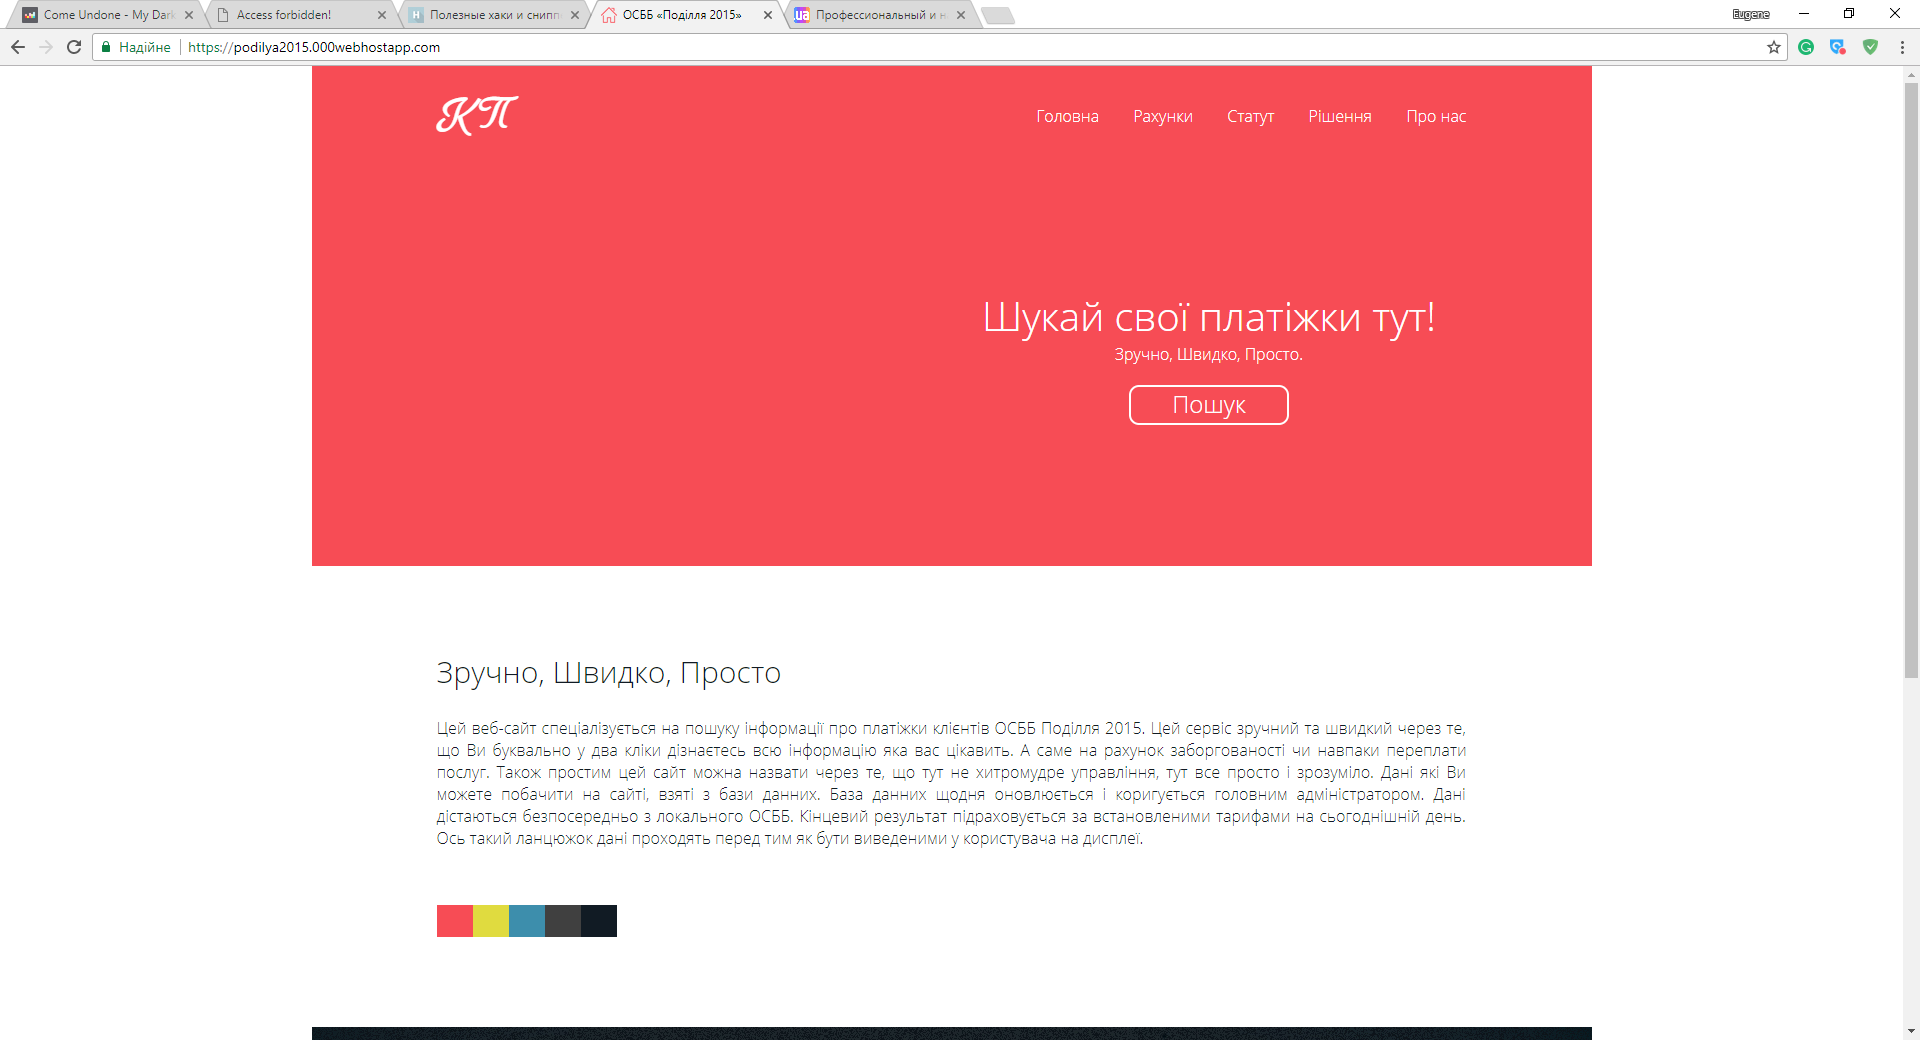 Come Undone - My Dark
Access forbidden!
Полезные хаки и снипп
ОСББ «Поділля 2015»
Профессиональный и н
Eugene
Надійне
https://podilya2015.000webhostapp.com
КП
Головна
Рахунки
Статут
Рішення
Про нас
Шукай свої платіжки тут!
Зручно, Швидко, Просто.
Пошук
Зручно, Швидко, Просто
Цей веб-сайт спеціалізується на пошуку інформації про платіжки клієнтів ОСББ Поділля 2015. Цей сервіс зручний та швидкий через те,
що Ви буквально у два кліки дізнаєтесь всю інформацію яка вас цікавить. А саме на рахунок заборгованості чи навпаки переплати
послуг. Також простим цей сайт можна назвати через те, що тут не хитромудре управління, тут все просто і зрозуміло. Дані які Ви
можете побачити на сайті, взяті з бази данних. База данних щодня оновлюється і коригується головним адміністратором. Дані
дістаються безпосередньо з локального ОСББ. Кінцевий результат підраховується за встановленими тарифами на сьогоднішній день.
Ось такий ланцюжок дані проходять перед тим як бути виведеними у користувача на дисплеї.